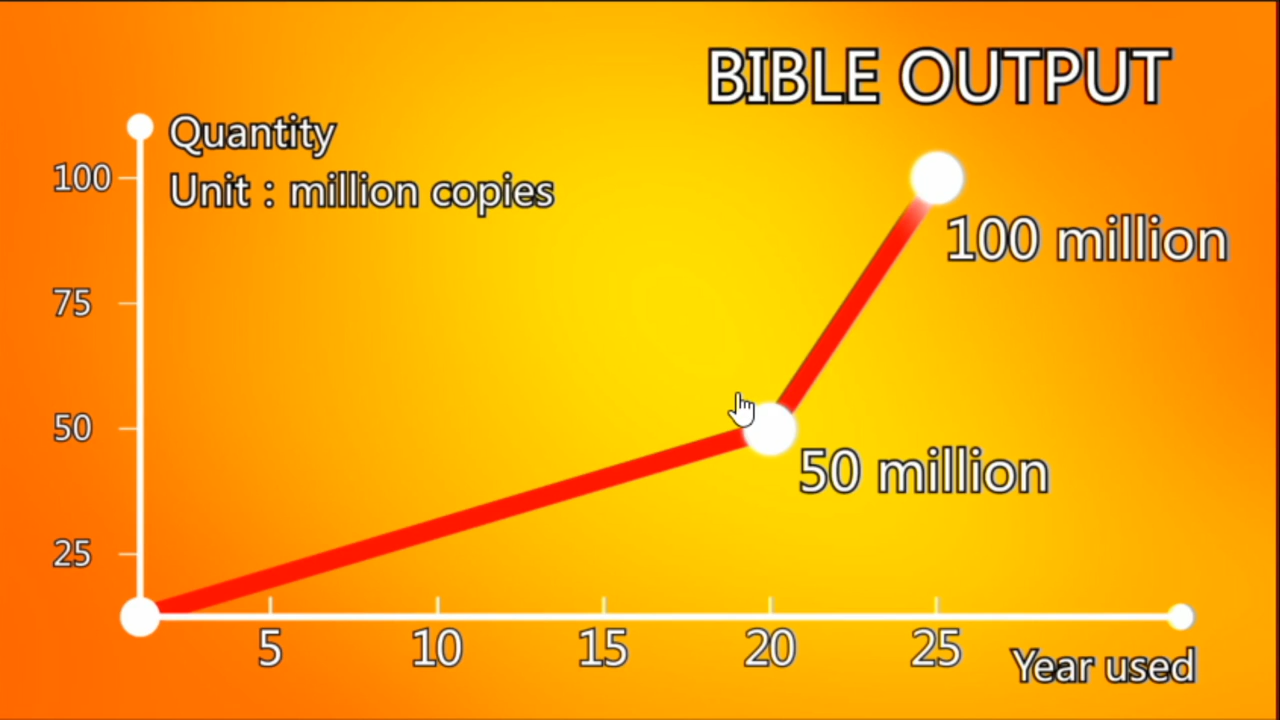 BIBLE OUTPUT
Quantity
Unit : million copies
100
75
50
25
100 million
50 million
5 10 15 20 25
Year used